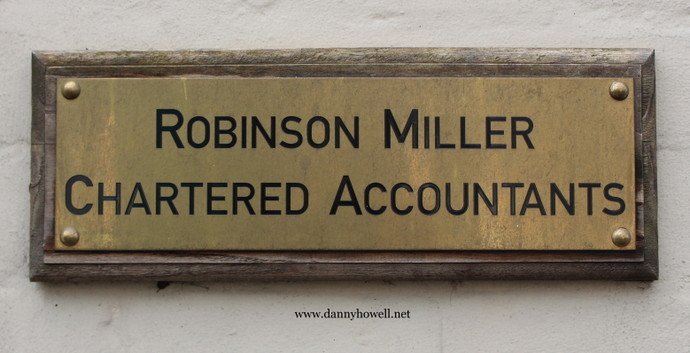 Robinson Miller
Chartered Accountants
www.dannyhowell.net